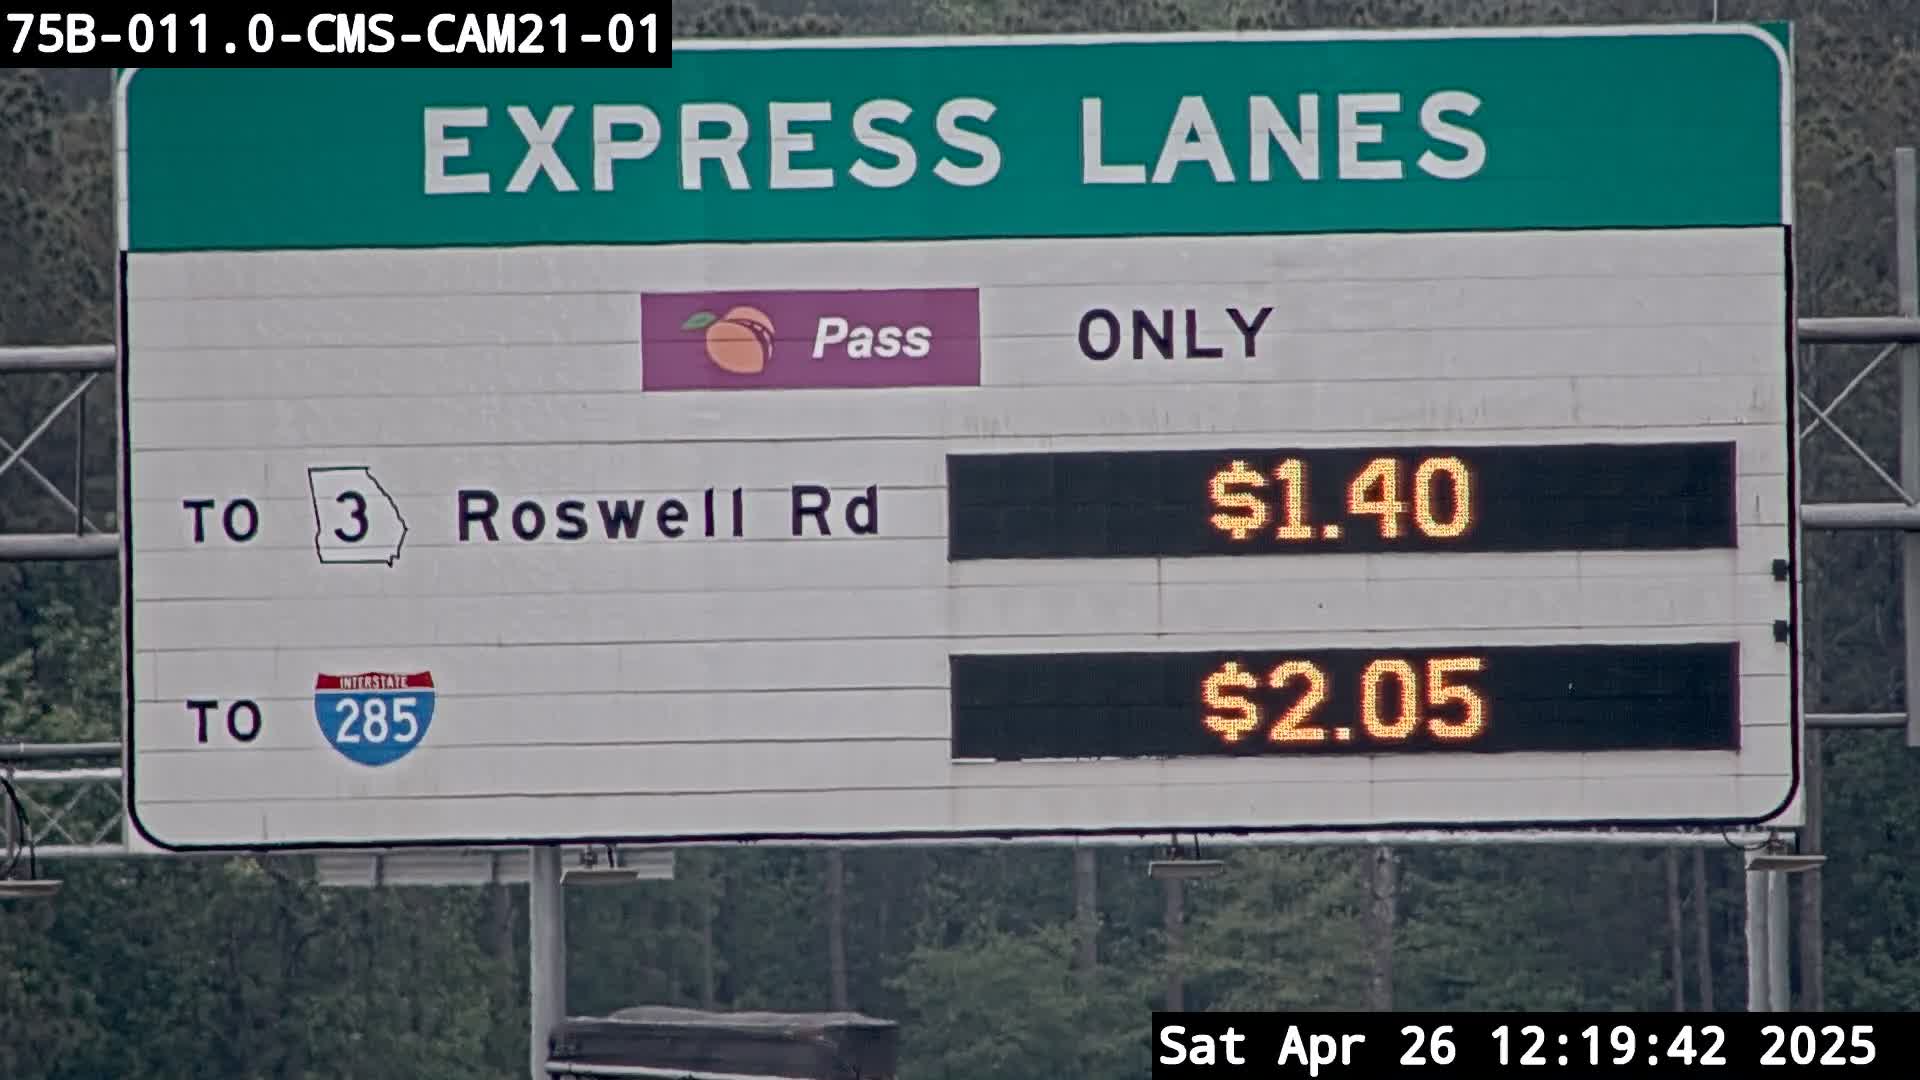 75B-011.0-CMS-CAM21-01
EXPRESS LANES
Pass ONLY
TO 3 Roswell Rd $1.40
TO INTERSTATE 285 $2.05
Sat Apr 26 12:19:42 2025